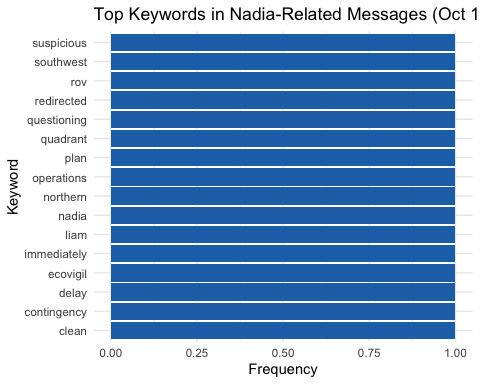 Top Keywords in Nadia-Related Messages (Oct 1
suspicious
southwest
rov
redirected
questioning
quadrant
plan
operations
northern
nadia
liam
immediately
ecovigil
delay
contingency
clean
Keyword
0.00 0.25 0.50 0.75 1.00
Frequency